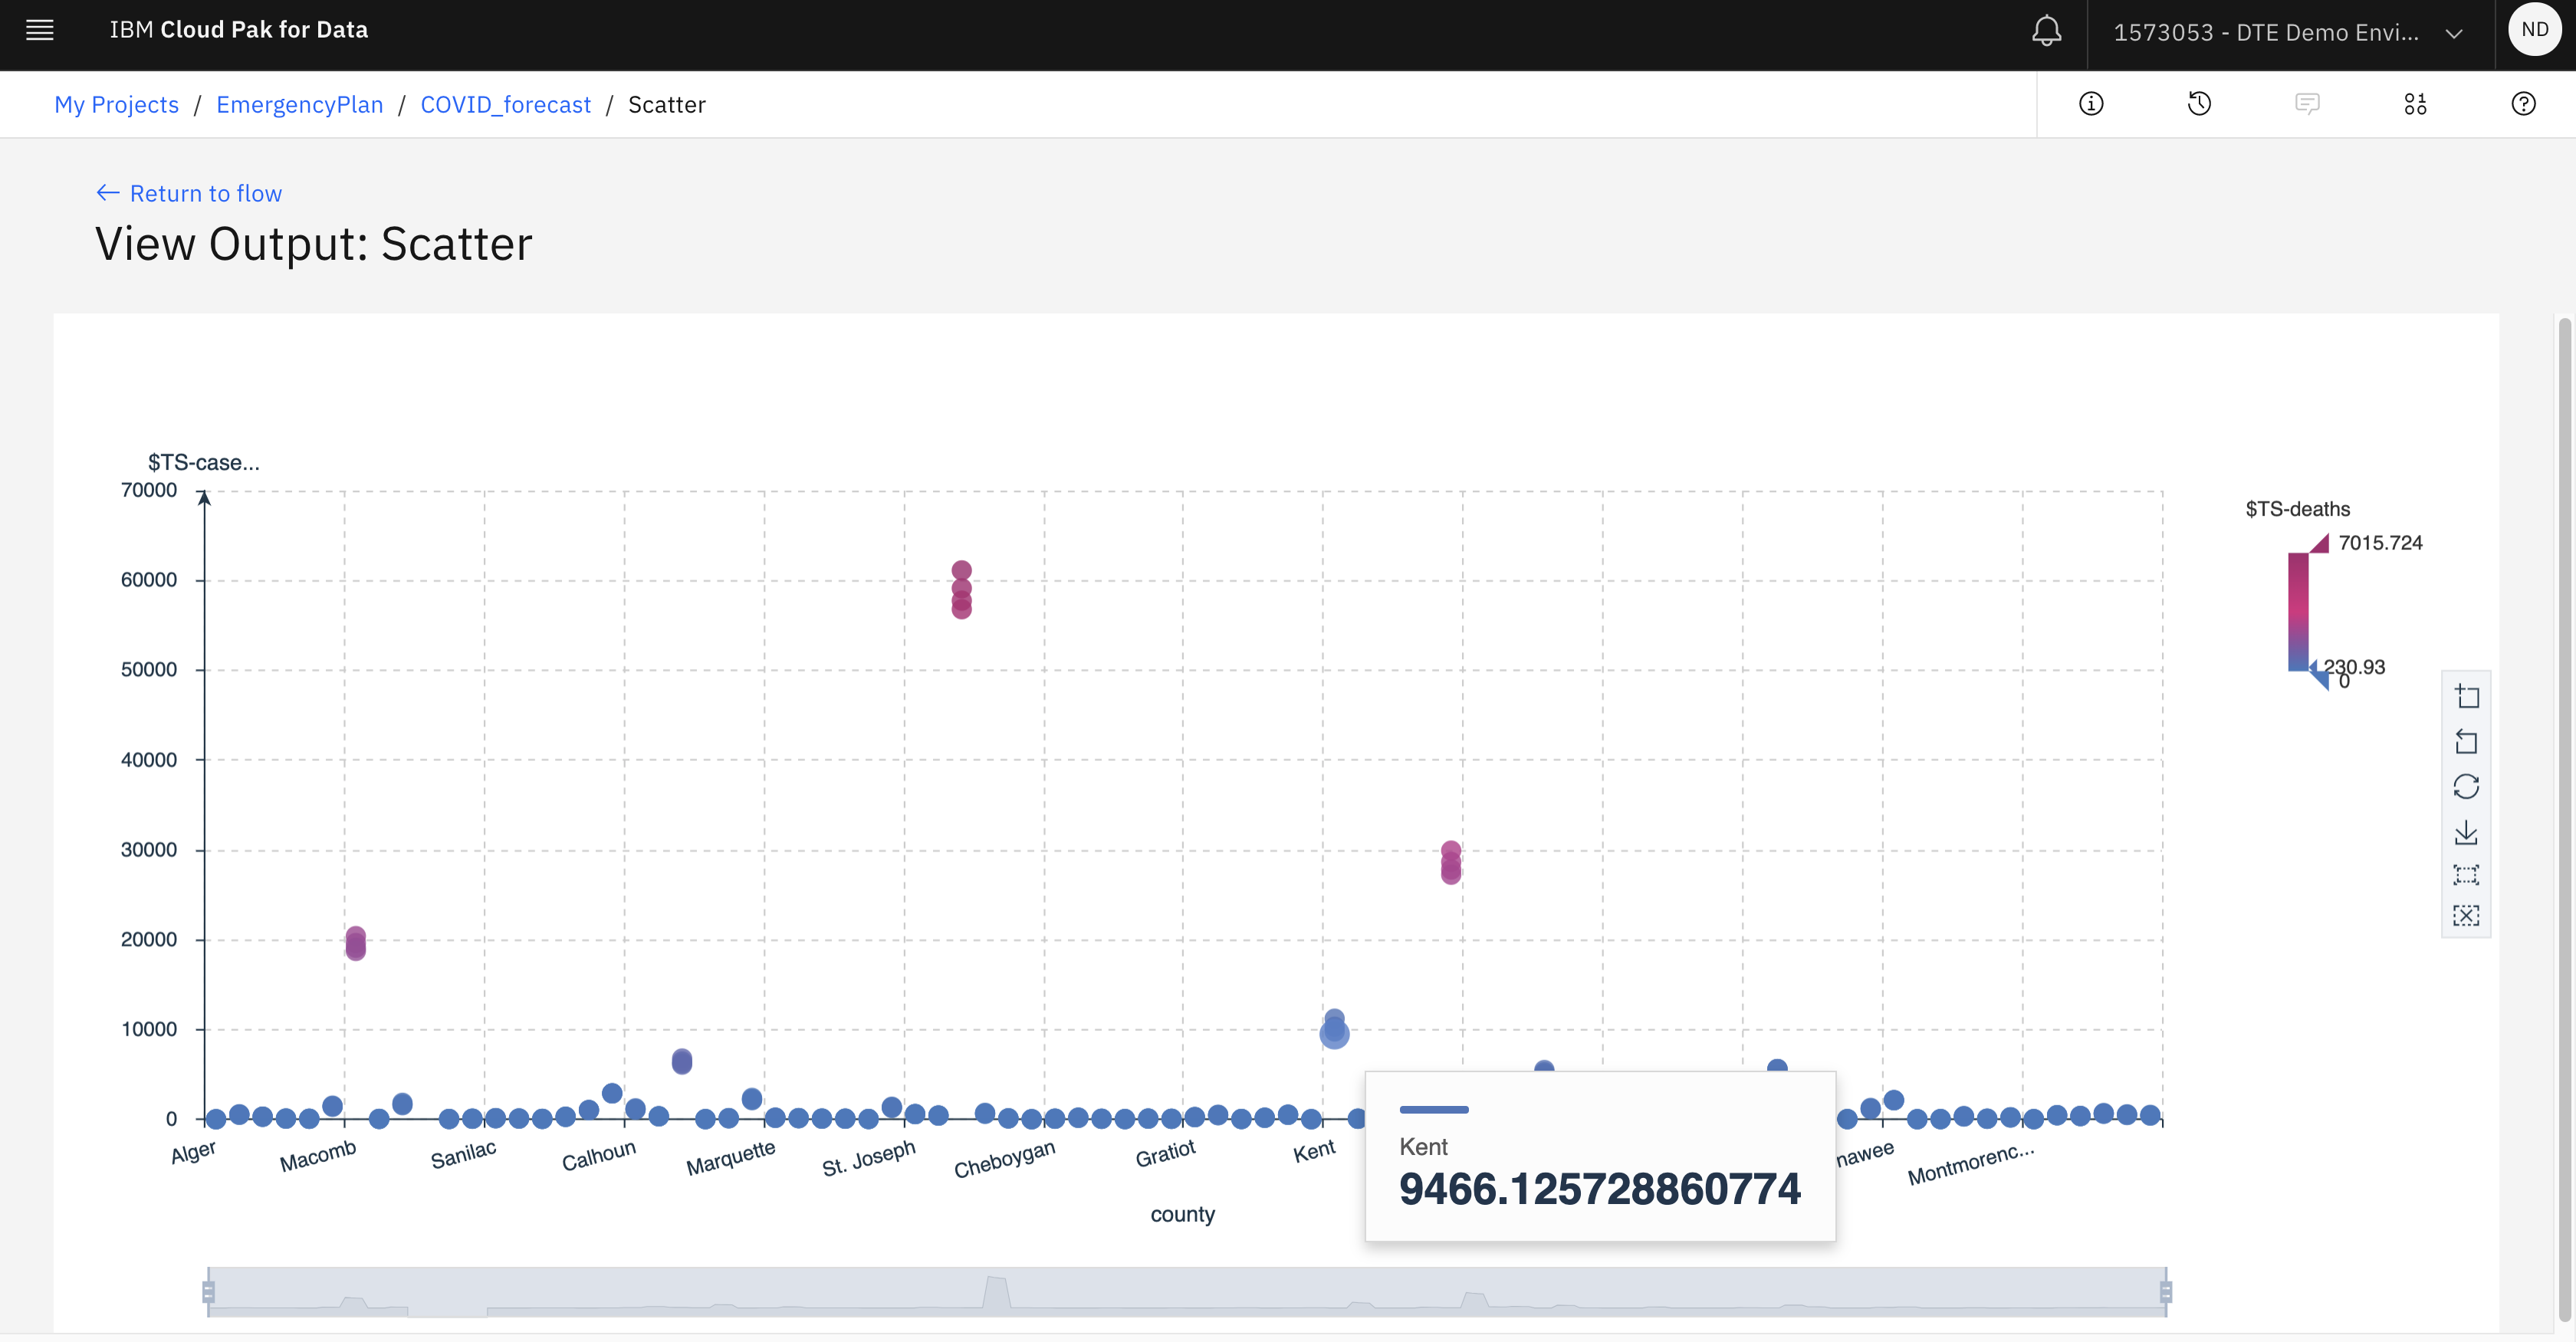 IBM Cloud Pak for Data
1573053 - DTE Demo Envi...
ND
My Projects / EmergencyPlan / COVID_forecast / Scatter
← Return to flow
View Output: Scatter
$TS-case...
70000
60000
50000
40000
30000
20000
10000
0
Alger
Macomb
Sanilac
Calhoun
Marquette
St. Joseph
Cheboygan
Gratiot
Kent
nawee
Montmorenc...
county
Kent
9466.125728860774
$TS-deaths
7015.724
230.93
0